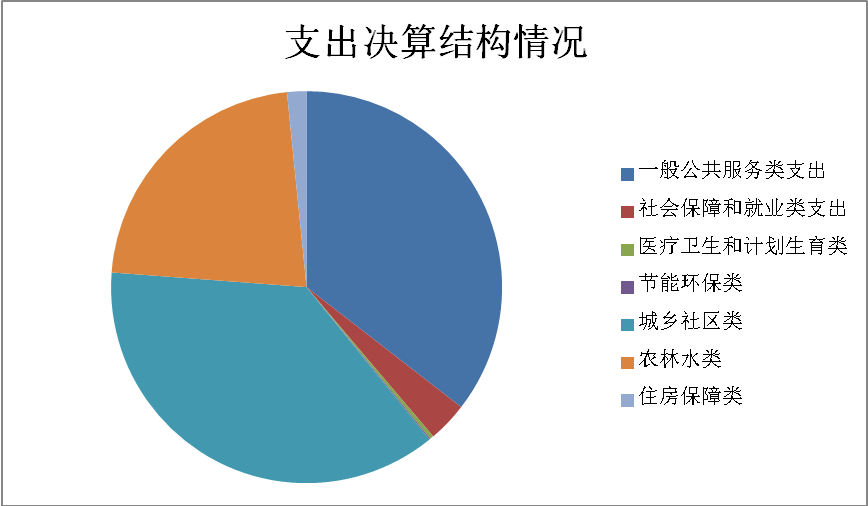 支出决算结构情况
一般公共服务类支出
社会保障和就业类支出
医疗卫生和计划生育类
节能环保类
城乡社区类
农林水类
住房保障类